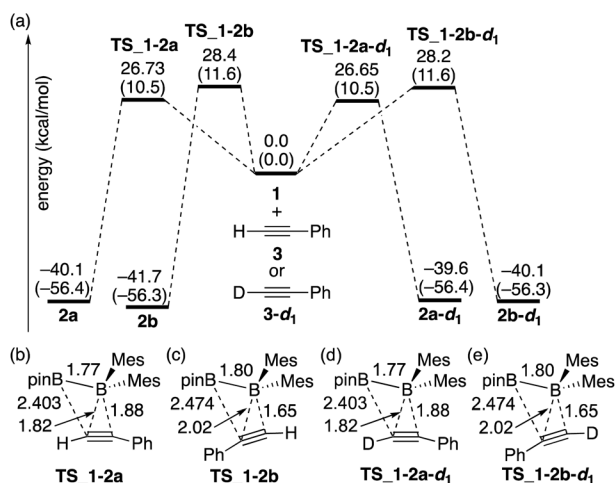 (a)
TS_1-2a
26.73
(10.5)
TS_1-2b
28.4
(11.6)
TS_1-2a-d1
26.65
(10.5)
TS_1-2b-d1
28.2
(11.6)
energy (kcal/mol)
0.0
(0.0)
1
+
H Ph
3
or
D Ph
3-d1
−40.1
(−56.4)
2a
−41.7
(−56.3)
2b
−39.6
(−56.4)
2a-d1
−40.1
(−56.3)
2b-d1
(b)
1.77
Mes
pinB B Mes
2.403
1.88
1.82
H Ph
TS_1-2a
(c)
1.80
Mes
pinB B Mes
2.474
1.65
2.02
H
Ph
TS_1-2b
(d)
1.77
Mes
pinB B Mes
2.403
1.88
1.82
D Ph
TS_1-2a-d1
(e)
1.80
Mes
pinB B Mes
2.474
1.65
2.02
D
Ph
TS_1-2b-d1